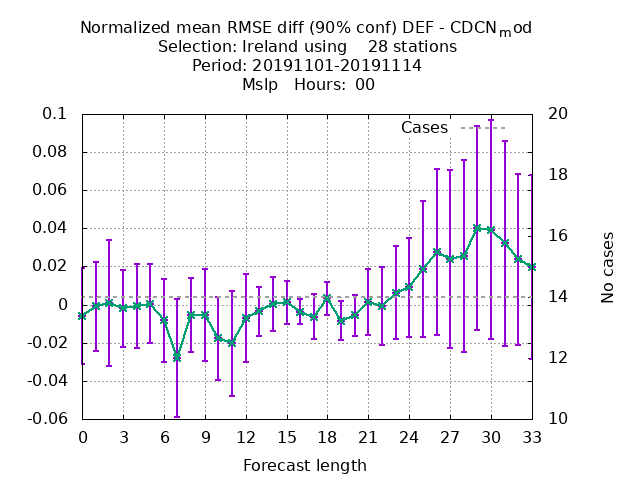 Normalized mean RMSE diff (90% conf) DEF - CDCNmod
Selection: Ireland using 28 stations
Period: 20191101-20191114
Mslp Hours: 00
Cases
0.1
0.08
0.06
0.04
0.02
0
-0.02
-0.04
-0.06
20
18
16
14
12
10
No cases
0 3 6 9 12 15 18 21 24 27 30 33
Forecast length